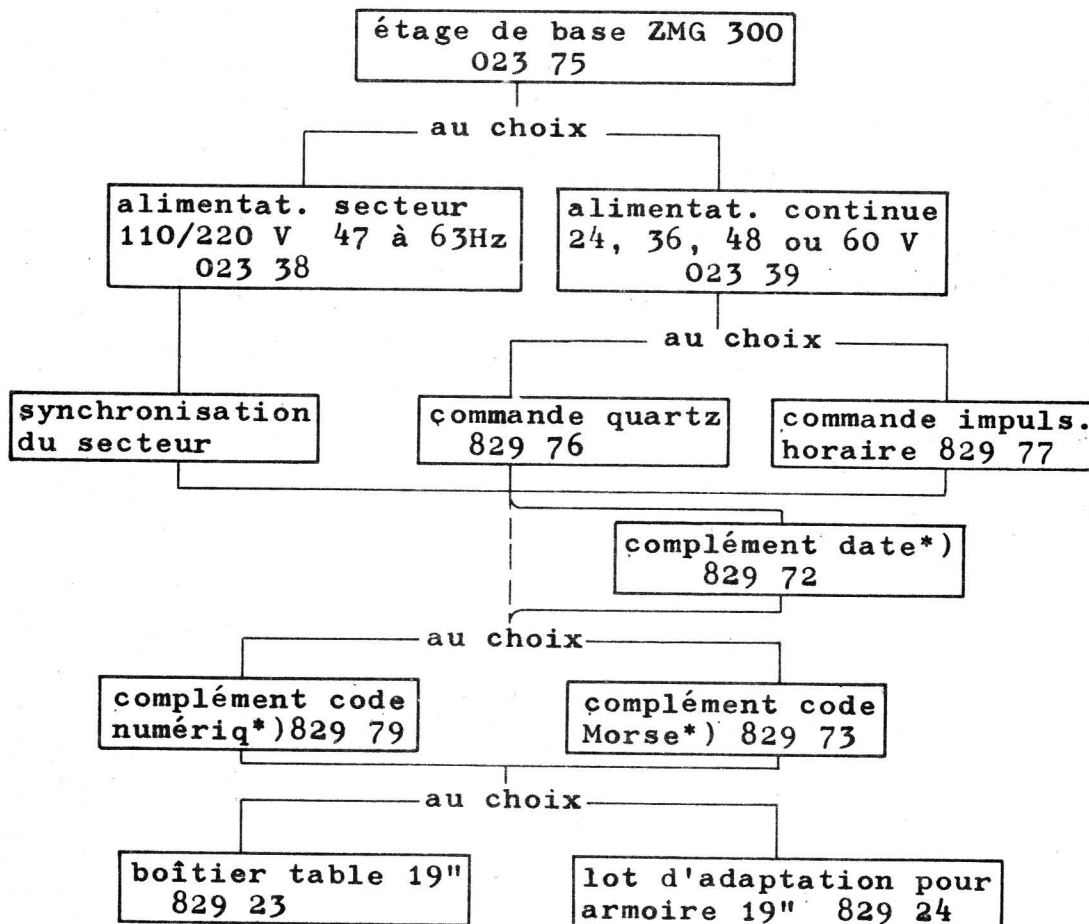 étage de base ZMG 300
023 75
au choix
alimentat. secteur
110/220 V 47 à 63Hz
023 38
alimentat. continue
24, 36, 48 ou 60 V
023 39
au choix
synchronisation
du secteur
commande quartz
829 76
commande impuls.
horaire 829 77
complément date*)
829 72
au choix
complément code
numériq*)829 79
complément code
Morse*) 829 73
au choix
boîtier table 19"
829 23
lot d'adaptation pour
armoire 19" 829 24